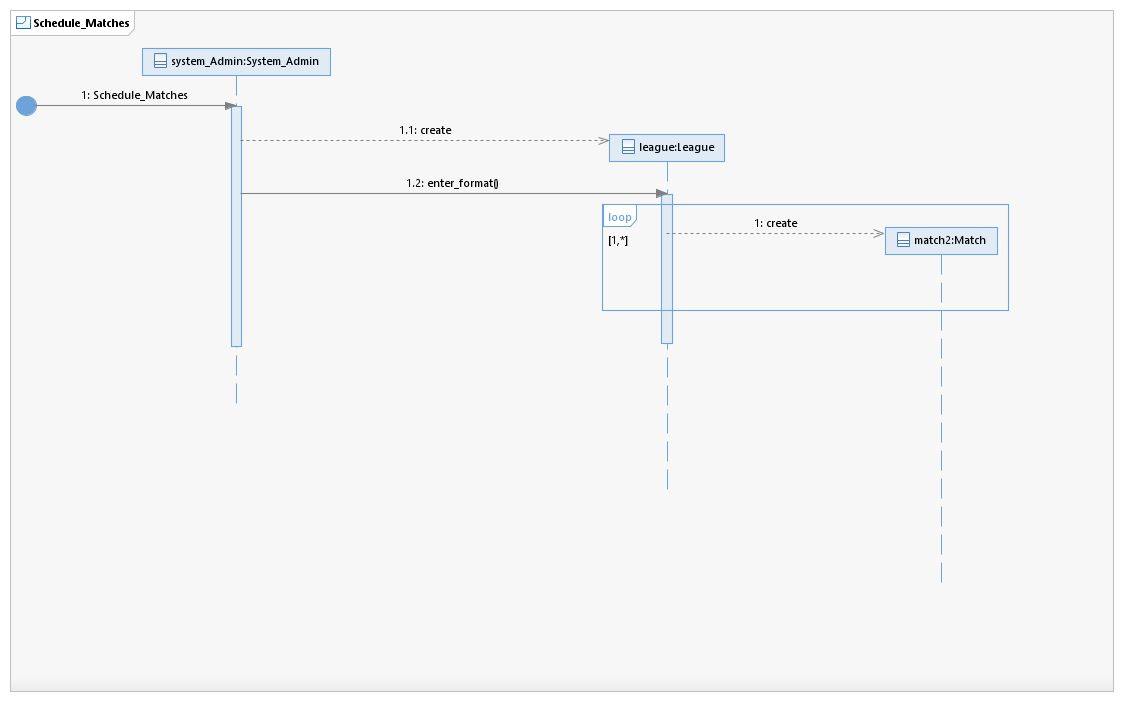 Schedule_Matches
system_Admin:System_Admin
1: Schedule_Matches
1.1: create
league:League
1.2: enter_format()
loop
1: create
[1,*]
match2:Match